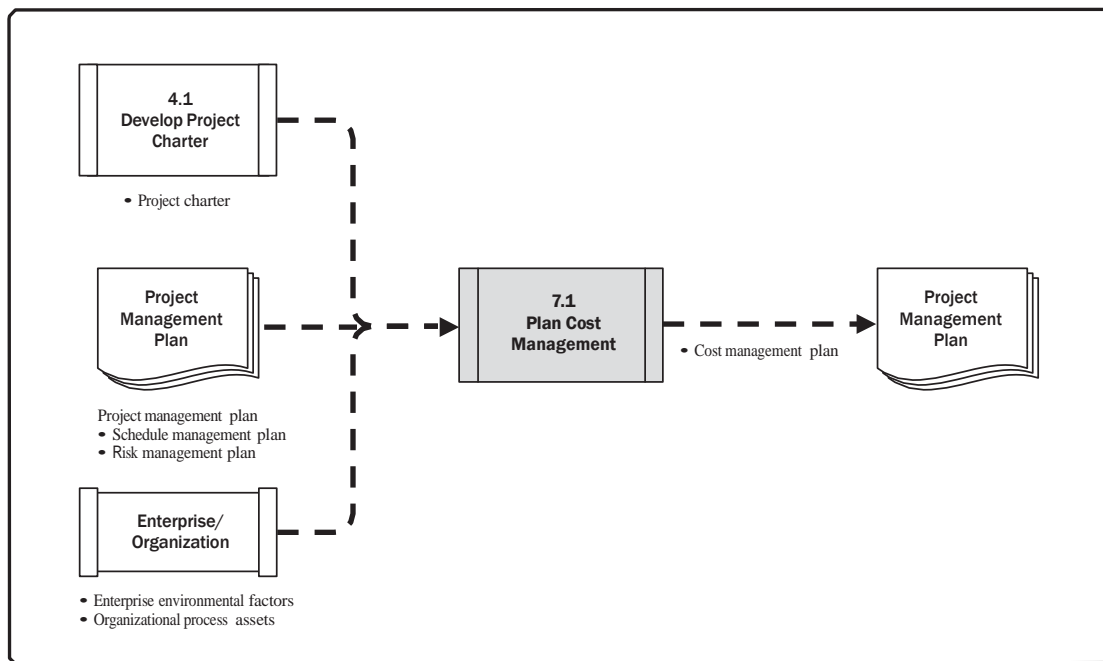 4.1
Develop Project
Charter
• Project charter
Project
Management
Plan
Project management plan
• Schedule management plan
• Risk management plan
Enterprise/
Organization
• Enterprise environmental factors
• Organizational process assets
7.1
Plan Cost
Management
• Cost management plan
Project
Management
Plan